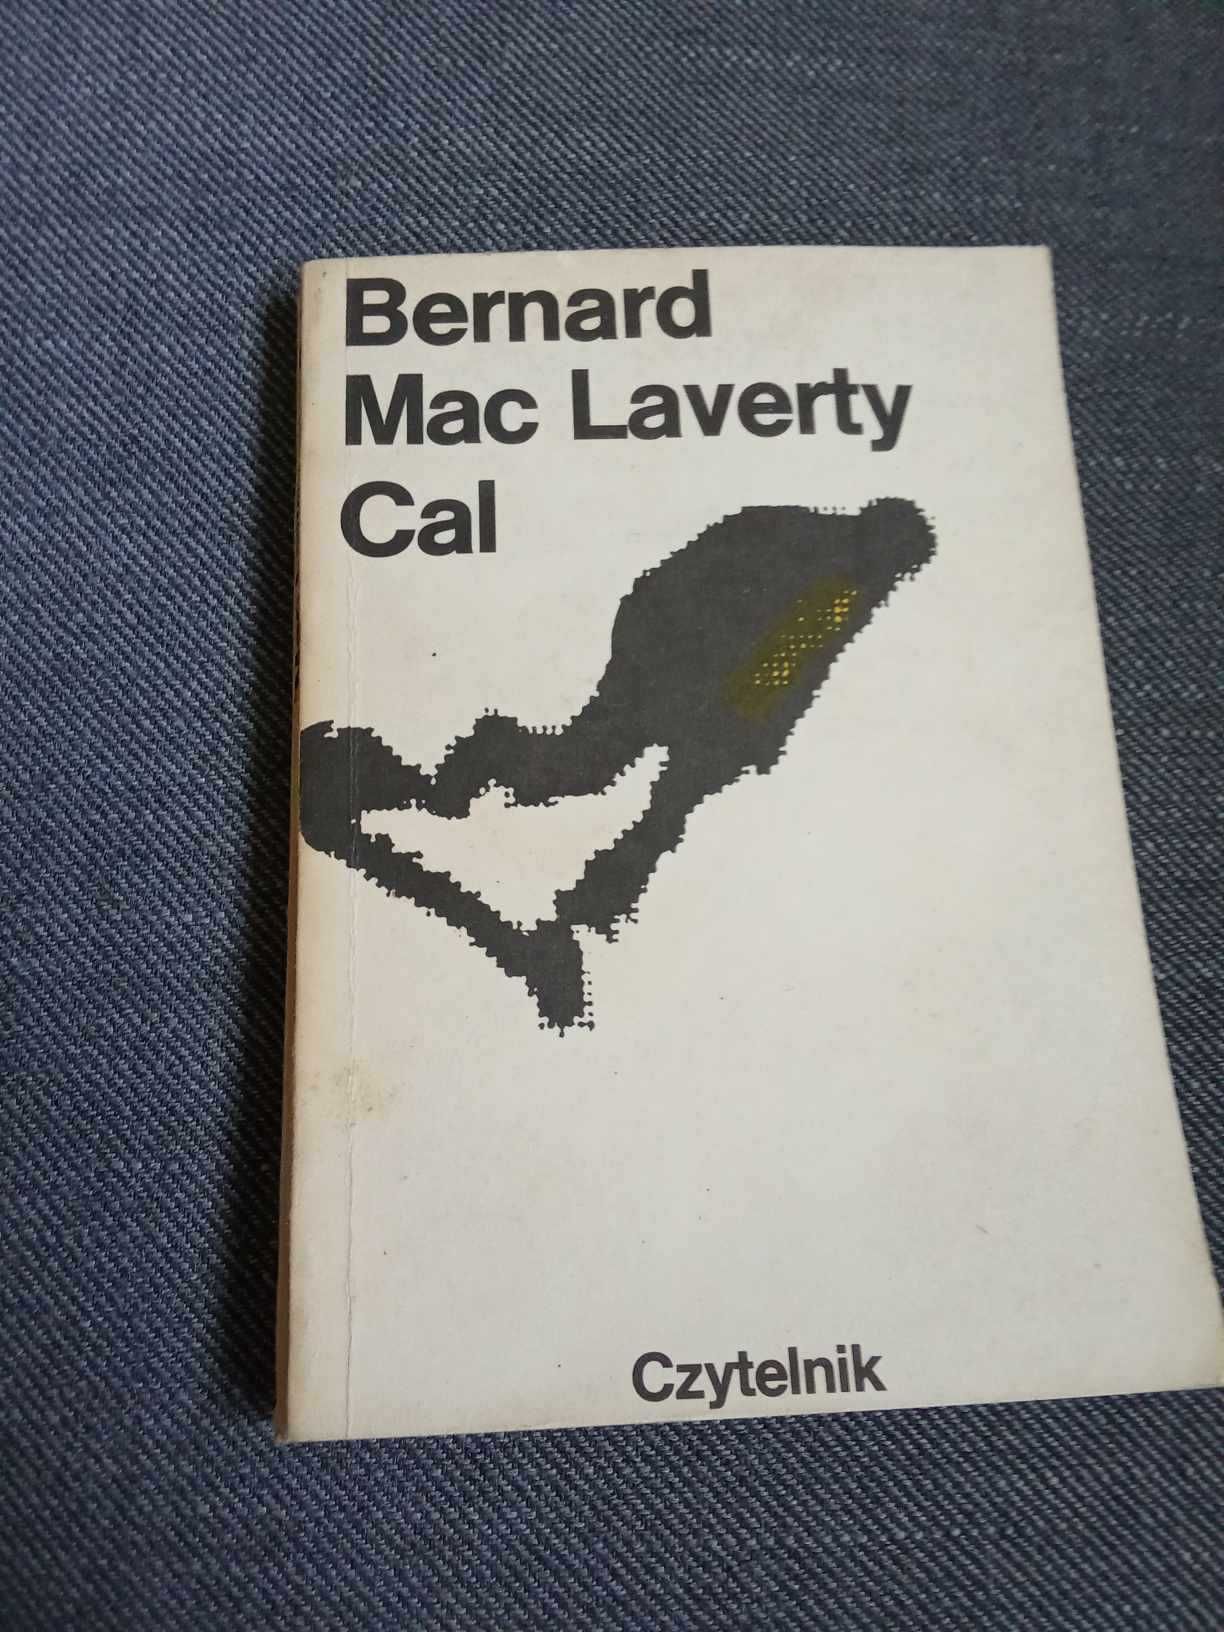 Bernard
Mac Laverty
Cal
Czytelnik